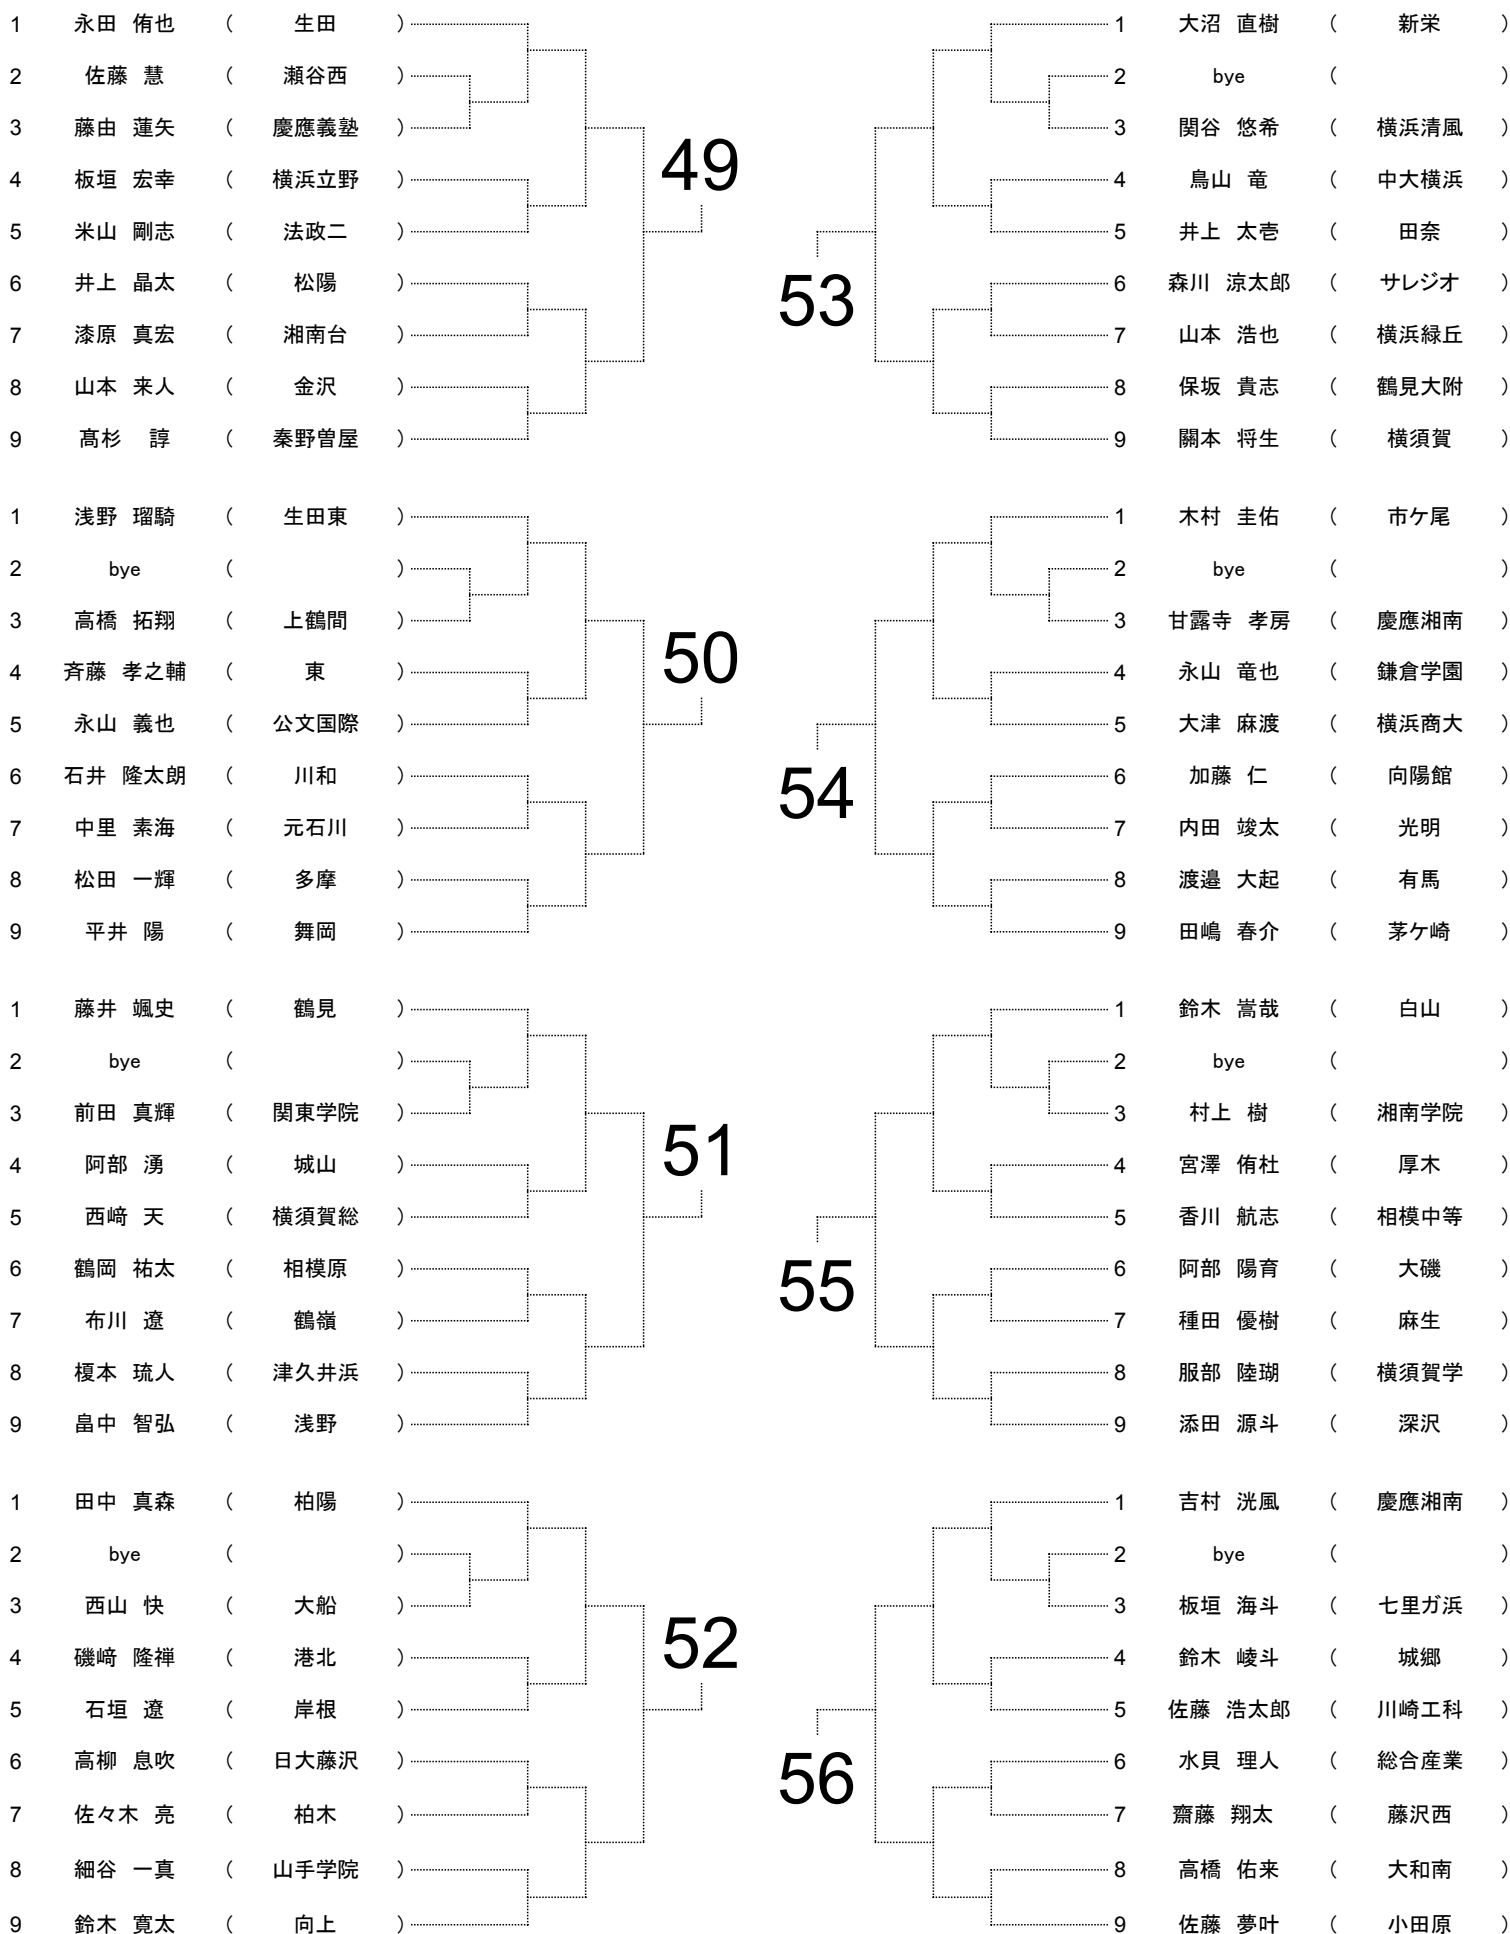 1 永田 侑也 ( 生田 )
2 佐藤 慧 ( 瀬谷西 )
3 藤由 蓮矢 ( 慶應義塾 )
4 板垣 宏幸 ( 横浜立野 )
5 米山 剛志 ( 法政二 )
6 井上 晶太 ( 松陽 )
7 漆原 真宏 ( 湘南台 )
8 山本 来人 ( 金沢 )
9 髙杉 諄 ( 秦野曽屋 )
49
1 浅野 瑠騎 ( 生田東 )
2 bye ( )
3 高橋 拓翔 ( 上鶴間 )
4 斉藤 孝之輔 ( 東 )
5 永山 義也 ( 公文国際 )
6 石井 隆太朗 ( 川和 )
7 中里 素海 ( 元石川 )
8 松田 一輝 ( 多摩 )
9 平井 陽 ( 舞岡 )
50
1 藤井 颯史 ( 鶴見 )
2 bye ( )
3 前田 真輝 ( 関東学院 )
4 阿部 湧 ( 城山 )
5 西﨑 天 ( 横須賀総 )
6 鶴岡 祐太 ( 相模原 )
7 布川 遼 ( 鶴嶺 )
8 榎本 琉人 ( 津久井浜 )
9 畠中 智弘 ( 浅野 )
51
1 田中 真森 ( 柏陽 )
2 bye ( )
3 西山 快 ( 大船 )
4 磯﨑 隆禅 ( 港北 )
5 石垣 遼 ( 岸根 )
6 高柳 息吹 ( 日大藤沢 )
7 佐々木 亮 ( 柏木 )
8 細谷 一真 ( 山手学院 )
9 鈴木 寛太 ( 向上 )
52
1 大沼 直樹 ( 新栄 )
2 bye ( )
3 関谷 悠希 ( 横浜清風 )
4 鳥山 竜 ( 中大横浜 )
5 井上 太壱 ( 田奈 )
6 森川 涼太郎 ( サレジオ )
7 山本 浩也 ( 横浜緑丘 )
8 保坂 貴志 ( 鶴見大附 )
9 關本 将生 ( 横須賀 )
53
1 木村 圭佑 ( 市ケ尾 )
2 bye ( )
3 甘露寺 孝房 ( 慶應湘南 )
4 永山 竜也 ( 鎌倉学園 )
5 大津 麻渡 ( 横浜商大 )
6 加藤 仁 ( 向陽館 )
7 内田 竣太 ( 光明 )
8 渡邉 大起 ( 有馬 )
9 田嶋 春介 ( 茅ケ崎 )
54
1 鈴木 嵩哉 ( 白山 )
2 bye ( )
3 村上 樹 ( 湘南学院 )
4 宮澤 侑杜 ( 厚木 )
5 香川 航志 ( 相模中等 )
6 阿部 陽育 ( 大磯 )
7 種田 優樹 ( 麻生 )
8 服部 陸瑚 ( 横須賀学 )
9 添田 源斗 ( 深沢 )
55
1 吉村 洸風 ( 慶應湘南 )
2 bye ( )
3 板垣 海斗 ( 七里ガ浜 )
4 鈴木 崚斗 ( 城郷 )
5 佐藤 浩太郎 ( 川崎工科 )
6 水貝 理人 ( 総合産業 )
7 齋藤 翔太 ( 藤沢西 )
8 高橋 佑来 ( 大和南 )
9 佐藤 夢叶 ( 小田原 )
56